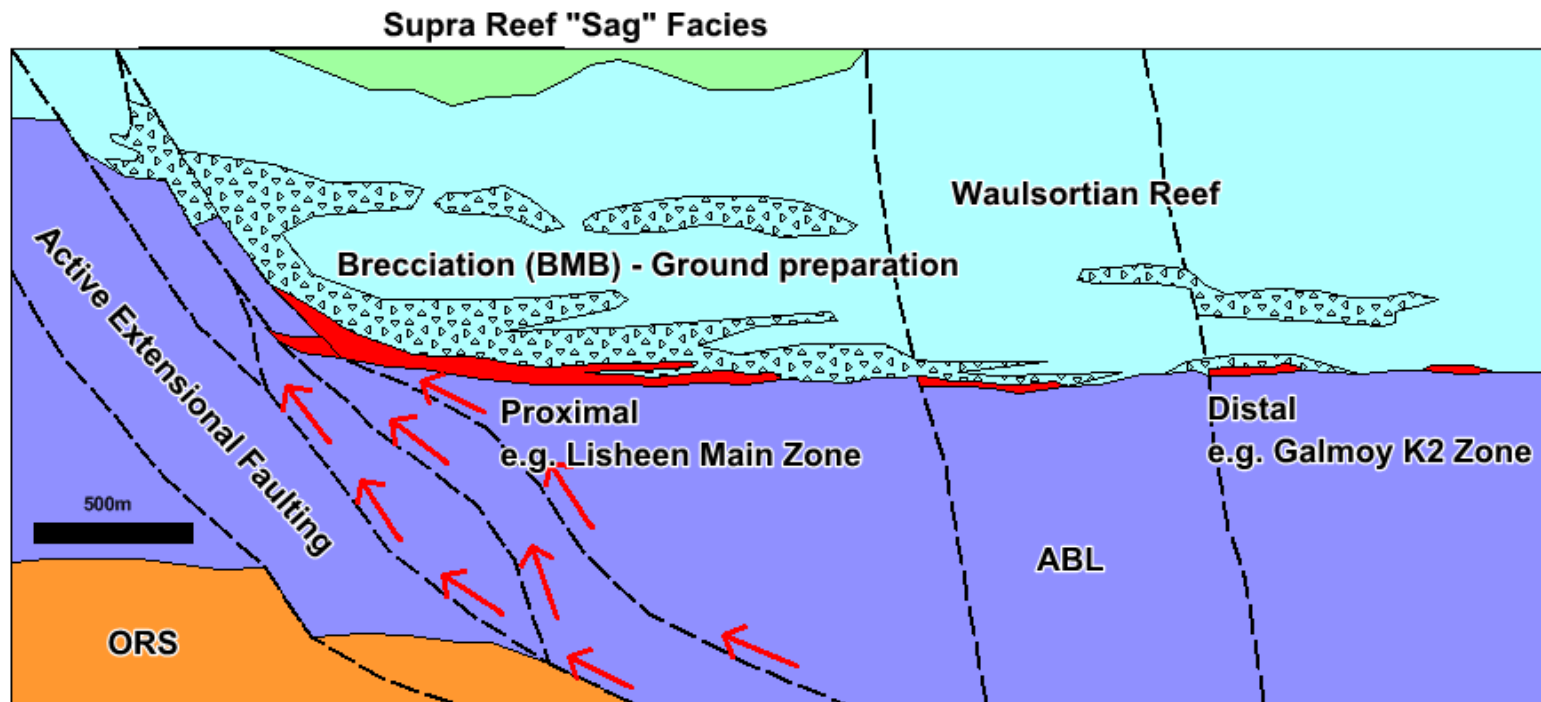 Supra Reef "Sag" Facies
Waulsortian Reef
Brecciation (BMB) - Ground preparation
Active Extensional Faulting
Proximal
e.g. Lisheen Main Zone
Distal
e.g. Galmoy K2 Zone
500m
ABL
ORS